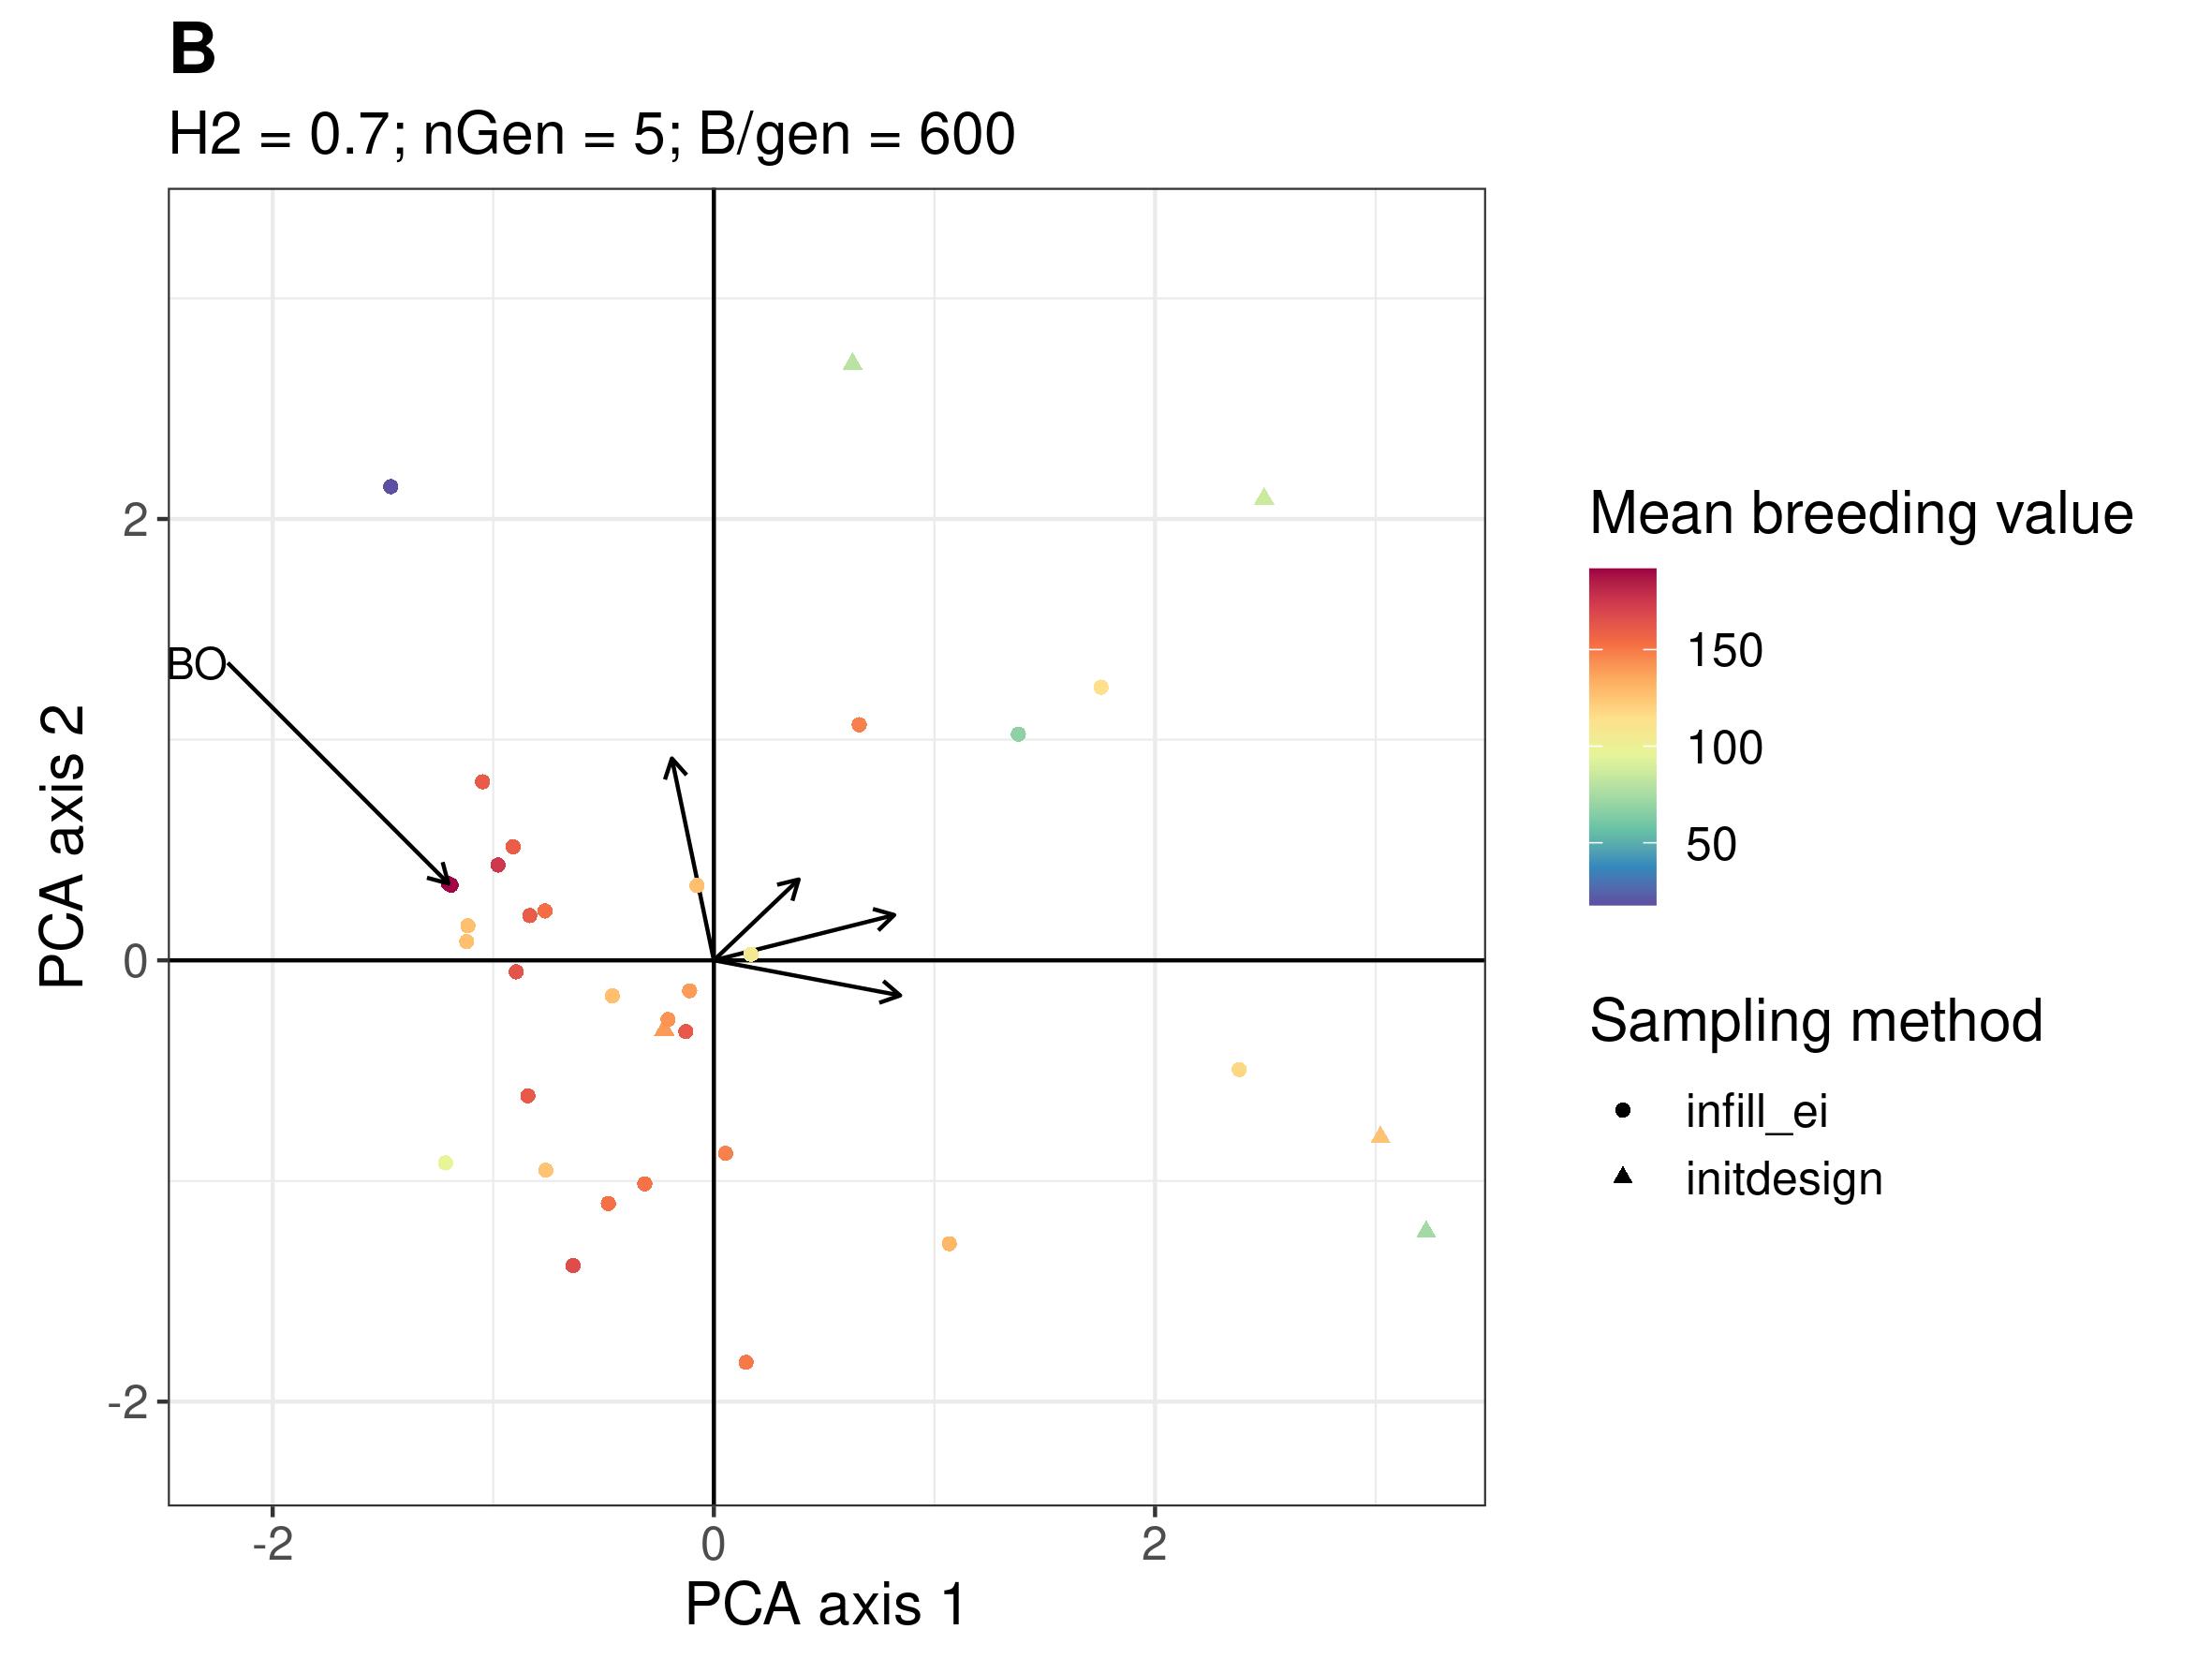 B
H2 = 0.7; nGen = 5; B/gen = 600
BO
PCA axis 2
2
0
-2
-2
0
2
PCA axis 1
Mean breeding value
150
100
50
Sampling method
infill_ei
initdesign